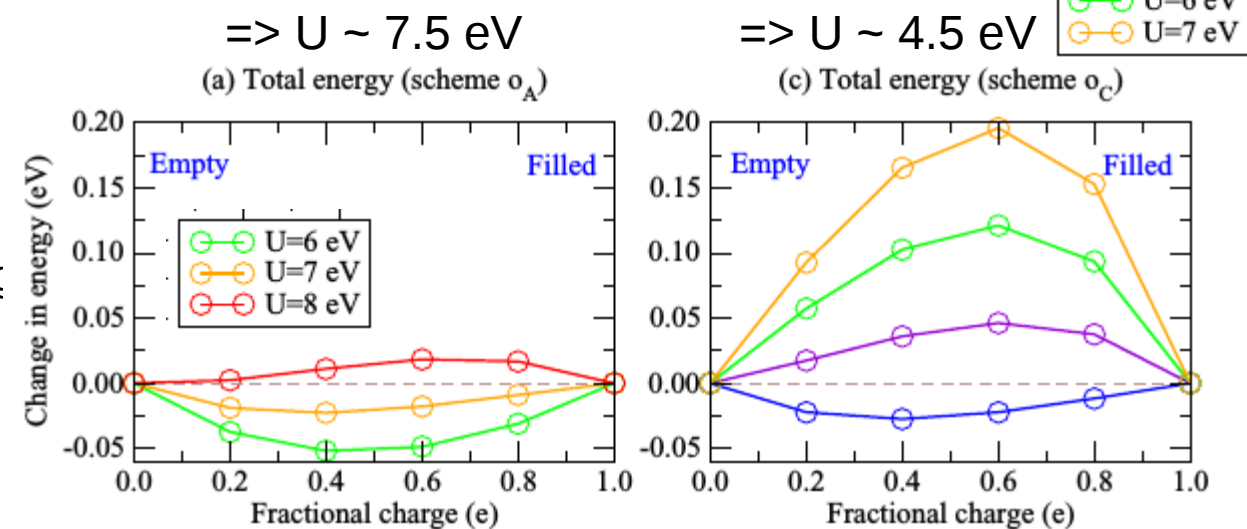 => U ~ 7.5 eV
=> U ~ 4.5 eV
U=6 eV
U=7 eV
(a) Total energy (scheme oA)
(c) Total energy (scheme oC)
Change in energy (eV)
0.20
0.15
0.10
0.05
0.00
-0.05
Empty
Filled
U=6 eV
U=7 eV
U=8 eV
0.0 0.2 0.4 0.6 0.8 1.0
Fractional charge (e)
0.20
0.15
0.10
0.05
0.00
-0.05
Empty
Filled
0.0 0.2 0.4 0.6 0.8 1.0
Fractional charge (e)